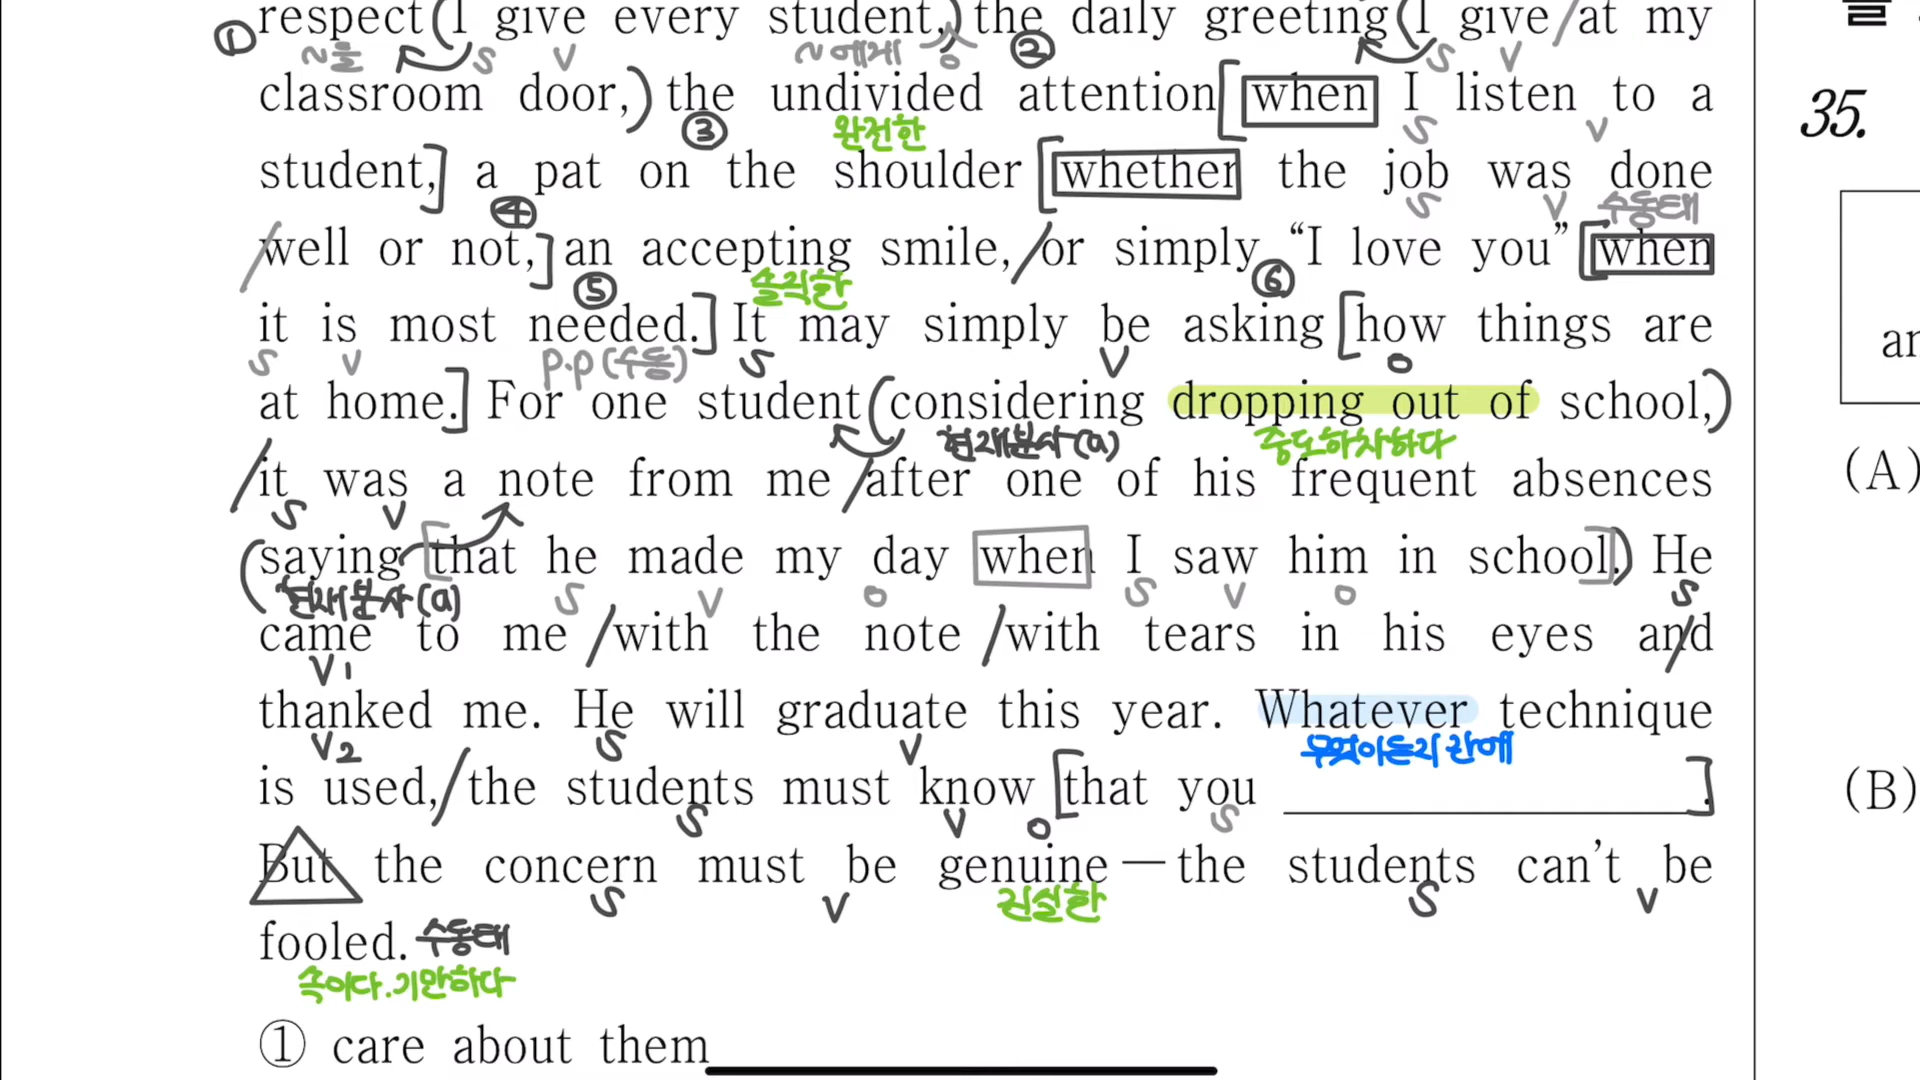 respect (I give every student,) the daily greeting (I give / at my
① ~를 S V ~에게 ② S V
classroom door,) the undivided attention [when I listen to a
③ 완전한 S V
student,] a pat on the shoulder [whether the job was done
④ S V 수동태
/ well or not,] an accepting smile, / or simply “I love you” [when
⑤ 솔직한 ⑥
it is most needed.] It may simply be asking [how things are
S V p.p (수동) S V O
at home.] For one student (considering dropping out of school,)
현재분사 (a) 중도하차하다
/ it was a note from me / after one of his frequent absences
S V
(saying [that he made my day when I saw him in school].) He
현재분사 (a) S V O S V O S
came to me / with the note / with tears in his eyes and
V1
thanked me. He will graduate this year. Whatever technique
V2 S V 무엇이든지 간에
is used, / the students must know [that you ____________ ].
S V O S
But the concern must be genuine — the students can't be
S V 진실한 S V
fooled. 수동태
속이다. 기만하다
① care about them
를
35.
an
(A)
(B)